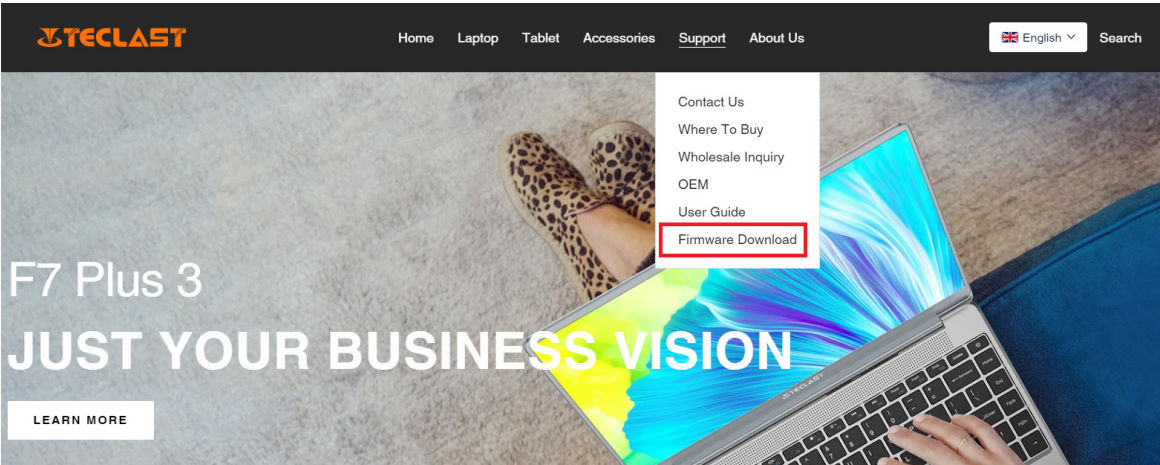 TECLAST
Home Laptop Tablet Accessories Support About Us English Search
Contact Us
Where To Buy
Wholesale Inquiry
OEM
User Guide
Firmware Download
F7 Plus 3
JUST YOUR BUSINESS VISION
LEARN MORE
TECLAST